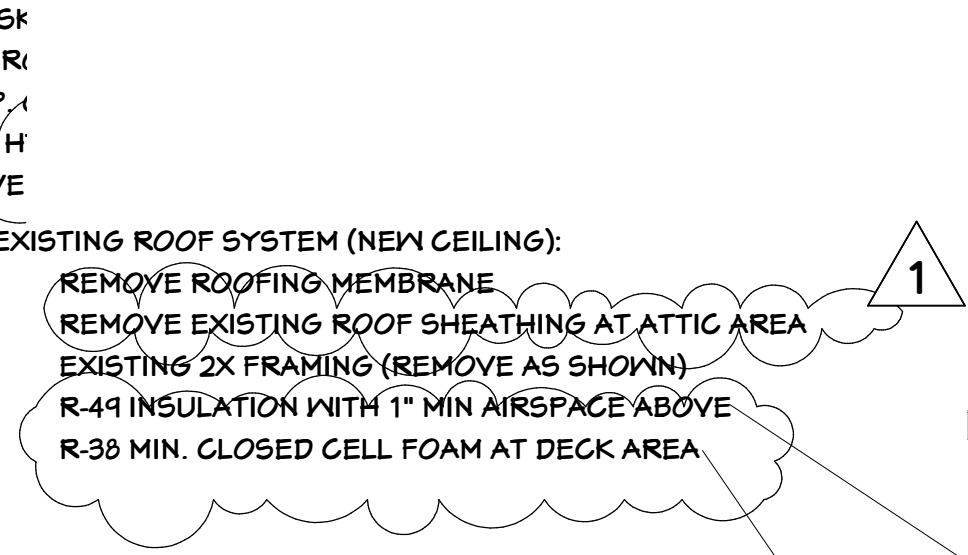 EXISTING ROOF SYSTEM (NEW CEILING):
REMOVE ROOFING MEMBRANE
1
REMOVE EXISTING ROOF SHEATHING AT ATTIC AREA
EXISTING 2X FRAMING (REMOVE AS SHOWN)
R-49 INSULATION WITH 1" MIN AIRSPACE ABOVE
R-38 MIN. CLOSED CELL FOAM AT DECK AREA